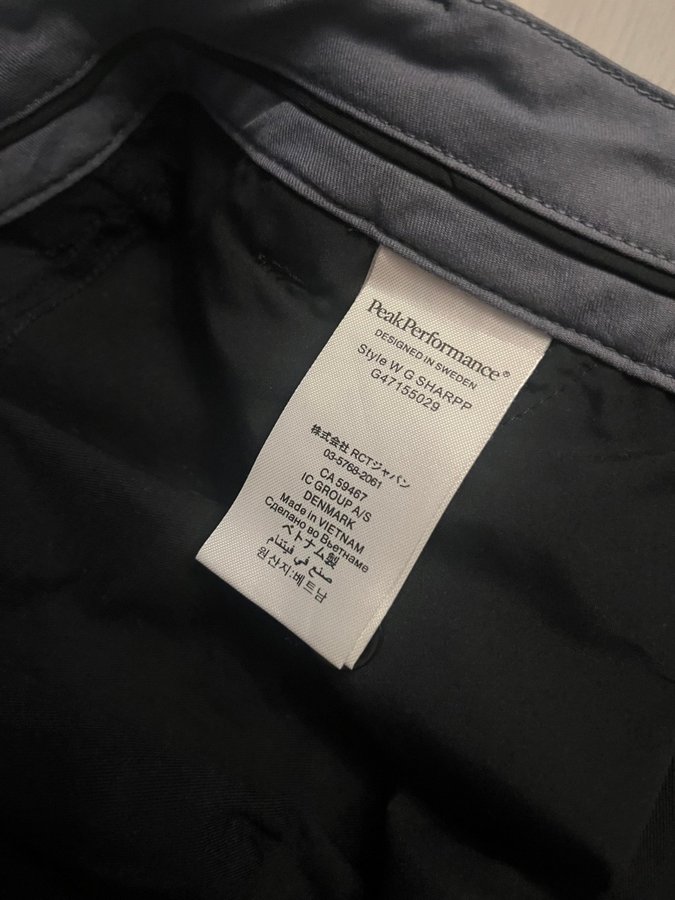 PeakPerformance®
DESIGNED IN SWEDEN
Style W G SHARPP
G47155029
株式会社 RCTジャパン
03-5768-2061
CA 59467
IC GROUP A/S
DENMARK
Made in VIETNAM
Сделано во Вьетнаме
ベトナム製
صنع في فيتنام
원산지:베트남